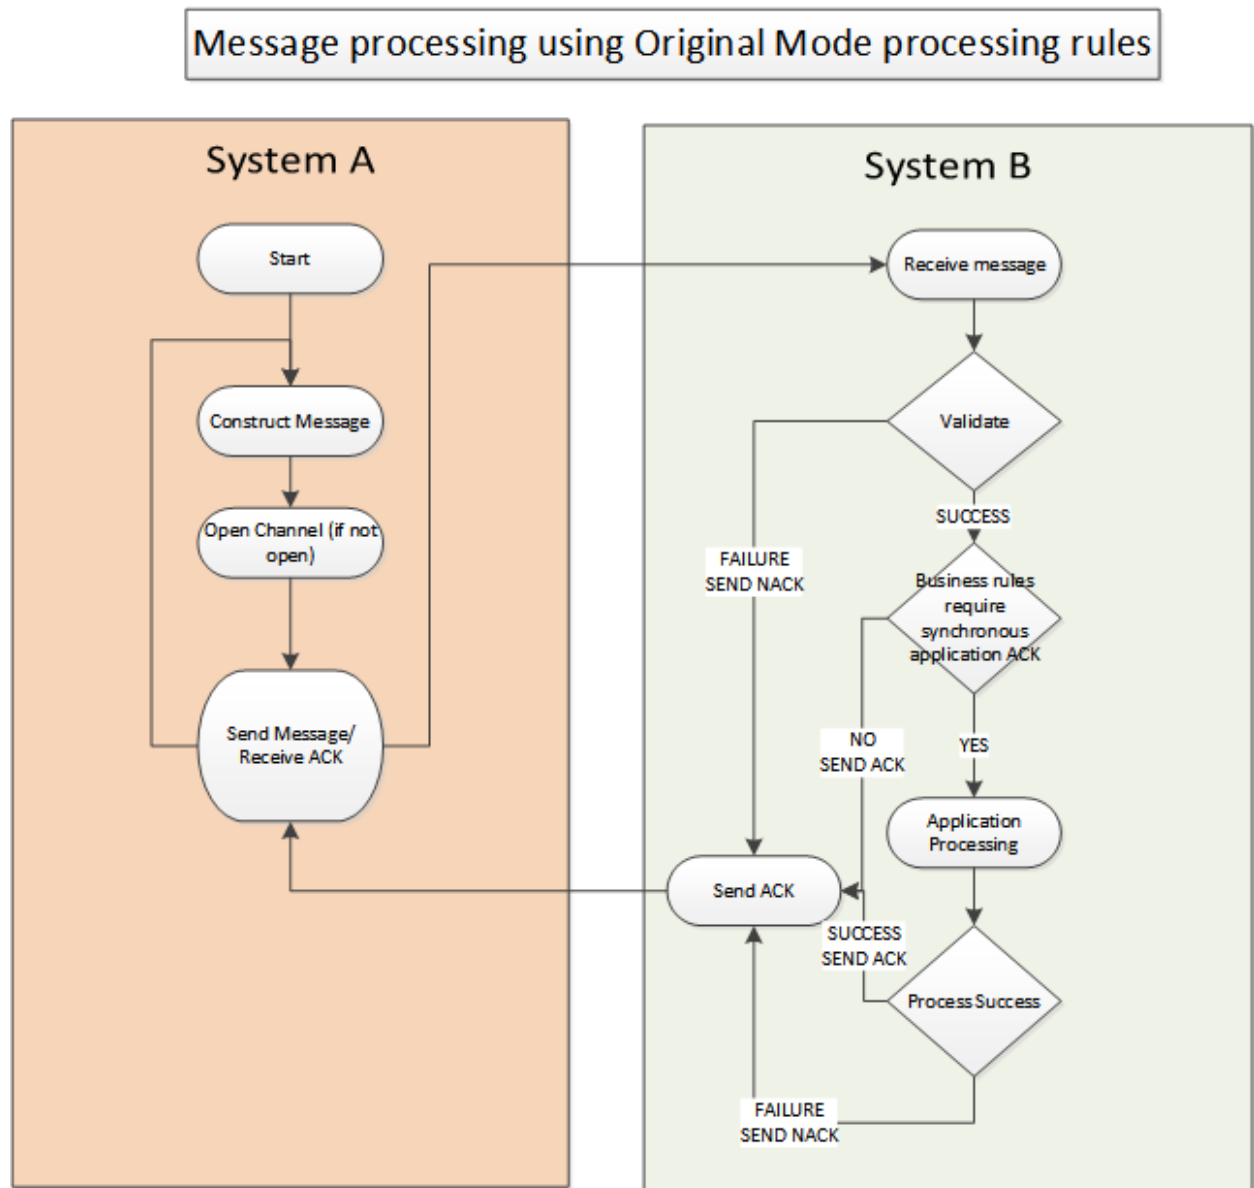 Message processing using Original Mode processing rules
System A
Start
Construct Message
Open Channel (if not
open)
Send Message/
Receive ACK
System B
Receive message
Validate
SUCCESS
FAILURE
SEND NACK
Business rules
require
synchronous
application ACK
NO
SEND ACK
YES
Application
Processing
Send ACK
SUCCESS
SEND ACK
Process Success
FAILURE
SEND NACK